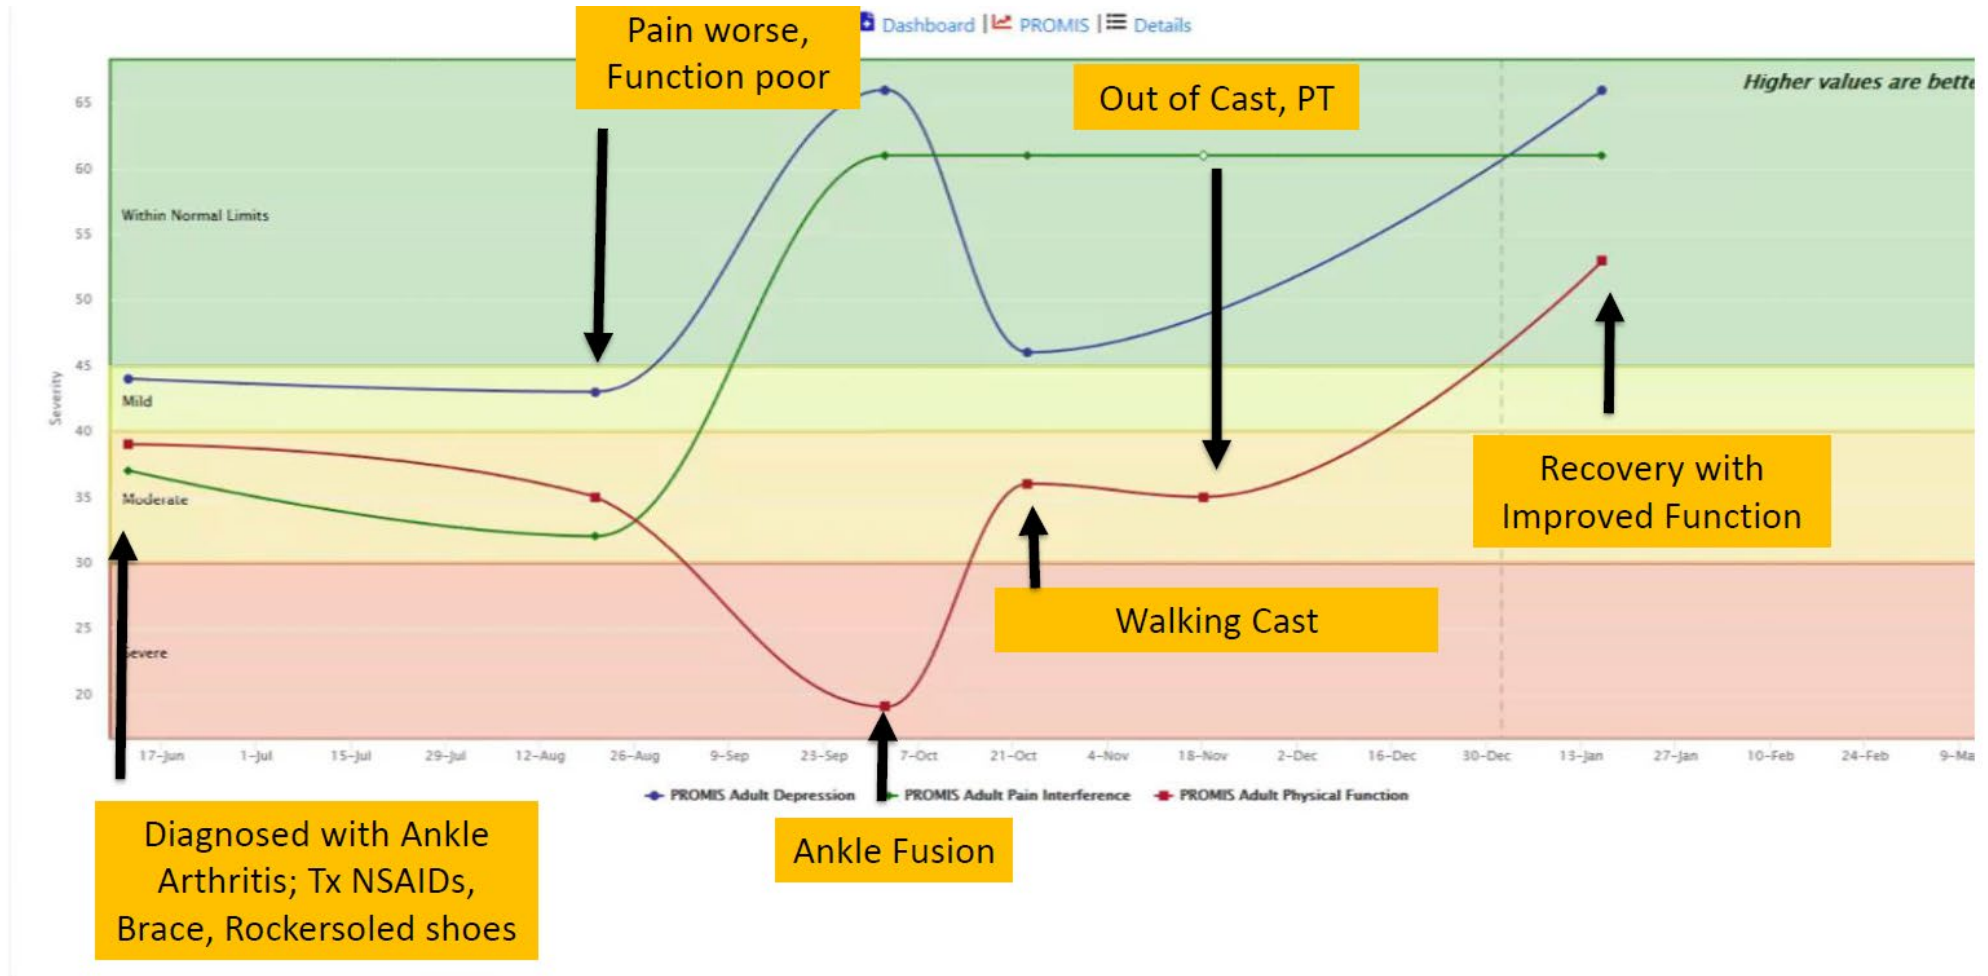 Dashboard | PROMIS | Details
Pain worse,
Function poor
Out of Cast, PT
Higher values are bette
65
60
Within Normal Limits
55
50
45
Severity
Mild
40
35
Moderate
30
25
evere
20
Recovery with
Improved Function
Walking Cast
17-Jun 1-Jul 15-Jul 29-Jul 12-Aug 26-Aug 9-Sep 23-Sep 7-Oct 21-Oct 4-Nov 18-Nov 2-Dec 16-Dec 30-Dec 15-Jan 27-Jan 10-Feb 24-Feb 9-Ma
PROMIS Adult Depression PROMIS Adult Pain Interference PROMIS Adult Physical Function
Diagnosed with Ankle
Arthritis; Tx NSAIDs,
Brace, Rockersoled shoes
Ankle Fusion